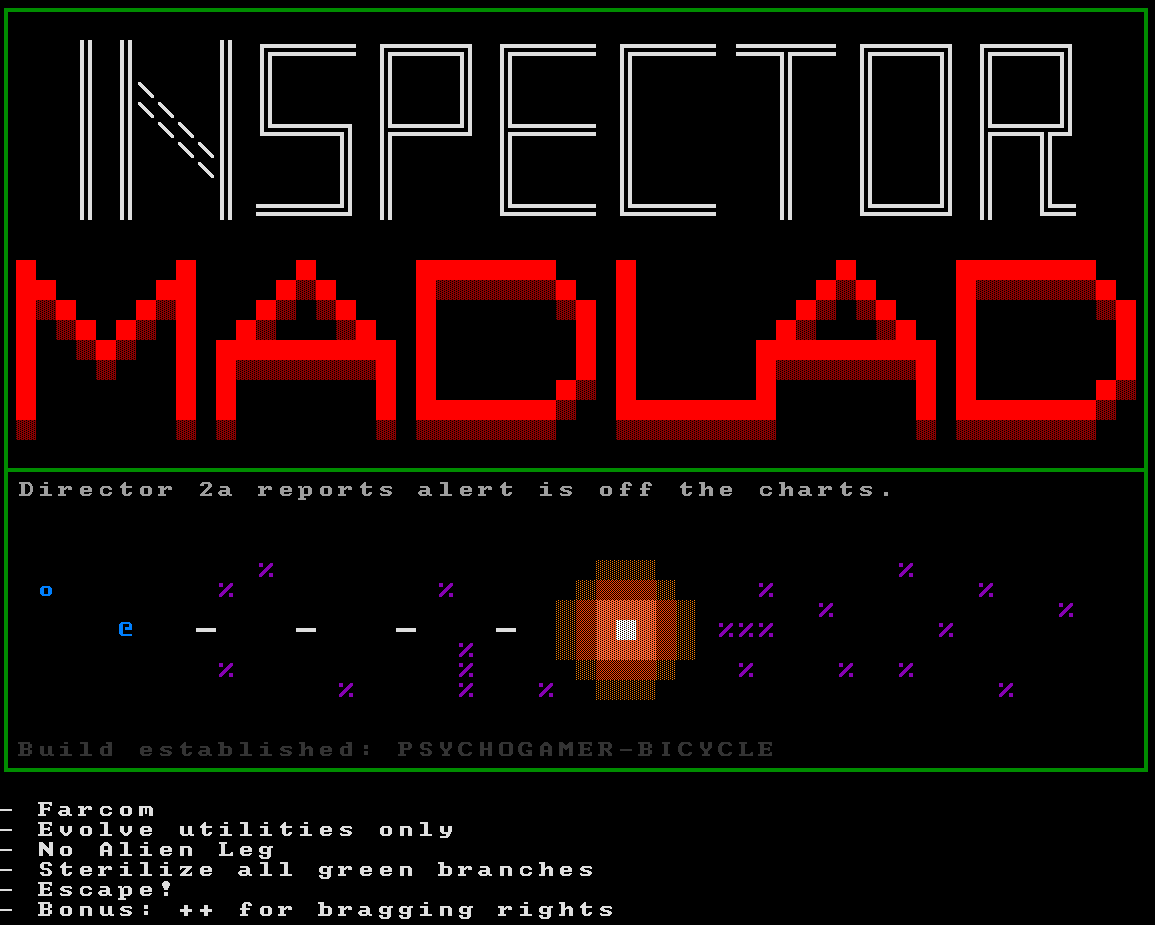 INSPECTOR
MADLAD
Director 2a reports alert is off the charts.
Build established: PSYCHOGAMER-BICYCLE
- Farcom
- Evolve utilities only
- No Alien Leg
- Sterilize all green branches
- Escape!
- Bonus: ++ for bragging rights